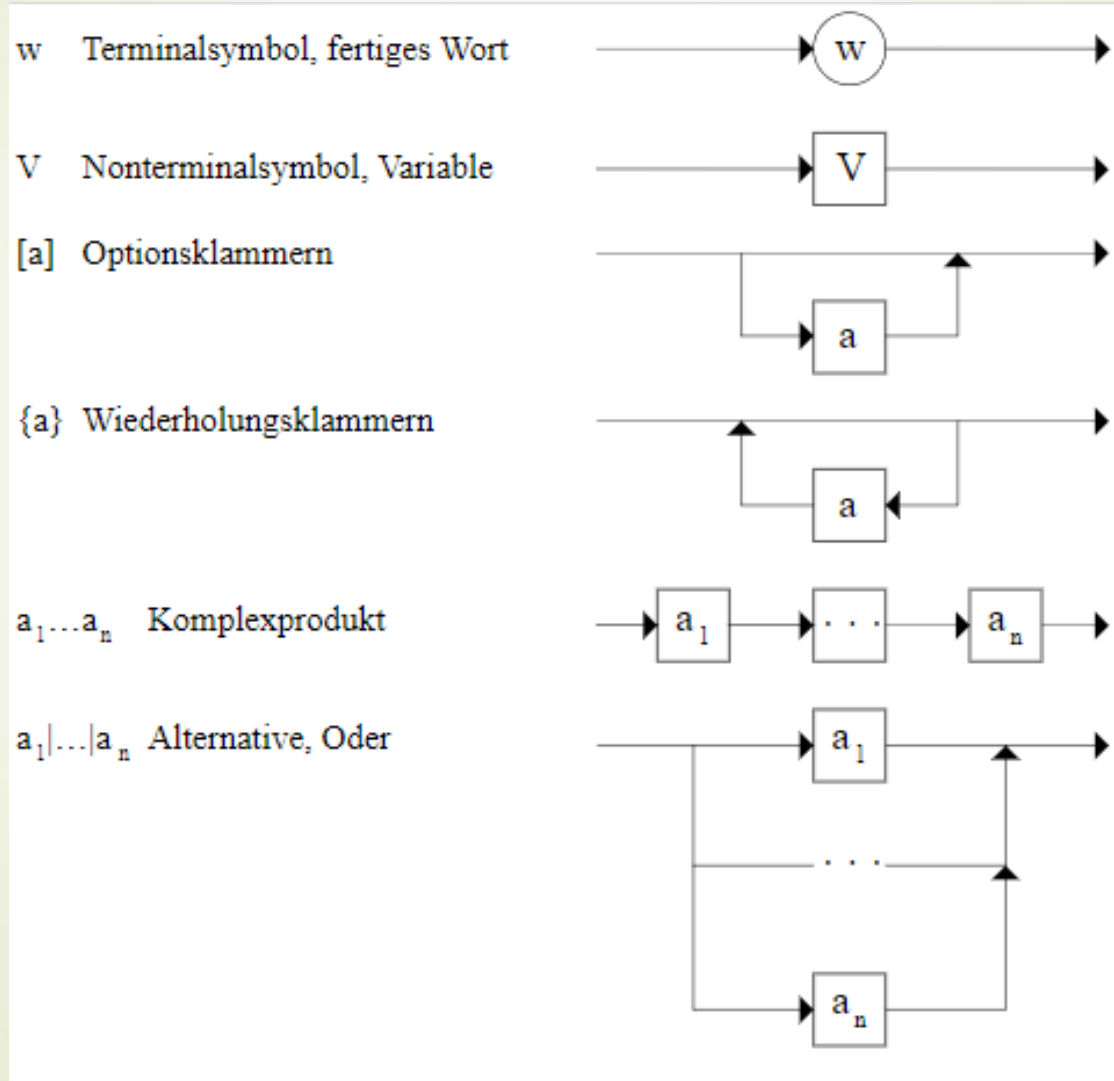 w Terminalsymbol, fertiges Wort w
V Nonterminalsymbol, Variable V
[a] Optionsklammern
a
{a} Wiederholungsklammern
a
a₁…aₙ Komplexprodukt a₁ · · · aₙ
a₁|…|aₙ Alternative, Oder a₁
· · ·
aₙ